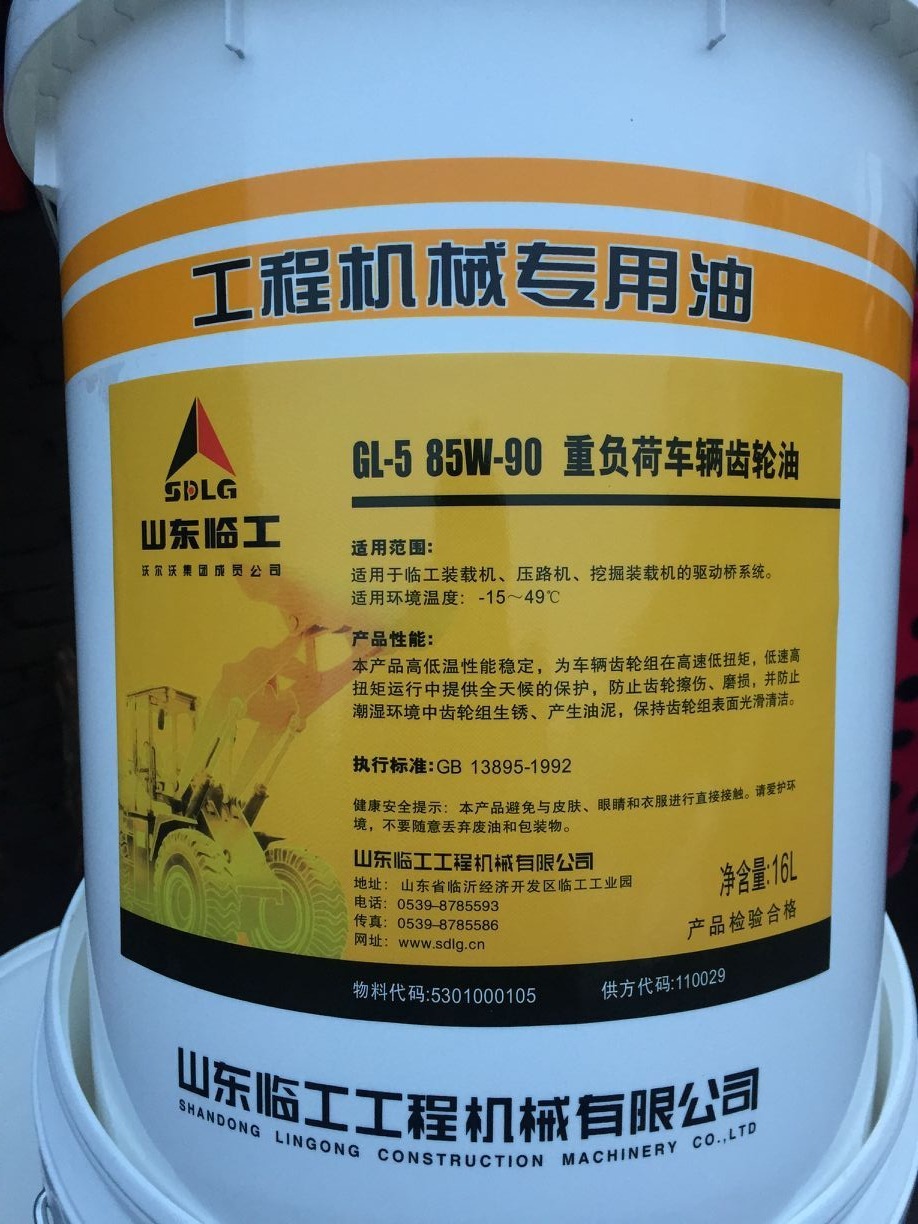 工程机械专用油
SDLG
山东临工
沃尔沃集团成员公司
GL-5 85W-90 重负荷车辆齿轮油
适用范围:
适用于临工装载机、压路机、挖掘装载机的驱动桥系统。
适用环境温度: -15~49℃
产品性能:
本产品高低温性能稳定,为车辆齿轮组在高速低扭矩,低速高
扭矩运行中提供全天候的保护,防止齿轮擦伤、磨损,并防止
潮湿环境中齿轮组生锈、产生油泥,保持齿轮组表面光滑清洁。
执行标准:GB 13895-1992
健康安全提示: 本产品避免与皮肤、眼睛和衣服进行直接接触。请爱护环
境,不要随意丢弃废油和包装物。
山东临工工程机械有限公司
地址: 山东省临沂经济开发区临工工业园
电话: 0539-8785593
传真: 0539-8785586
网址: www.sdlg.cn
净含量:16L
产品检验合格
物料代码:5301000105 供方代码:110029
山东临工工程机械有限公司
SHANDONG LINGONG CONSTRUCTION MACHINERY CO.,LTD